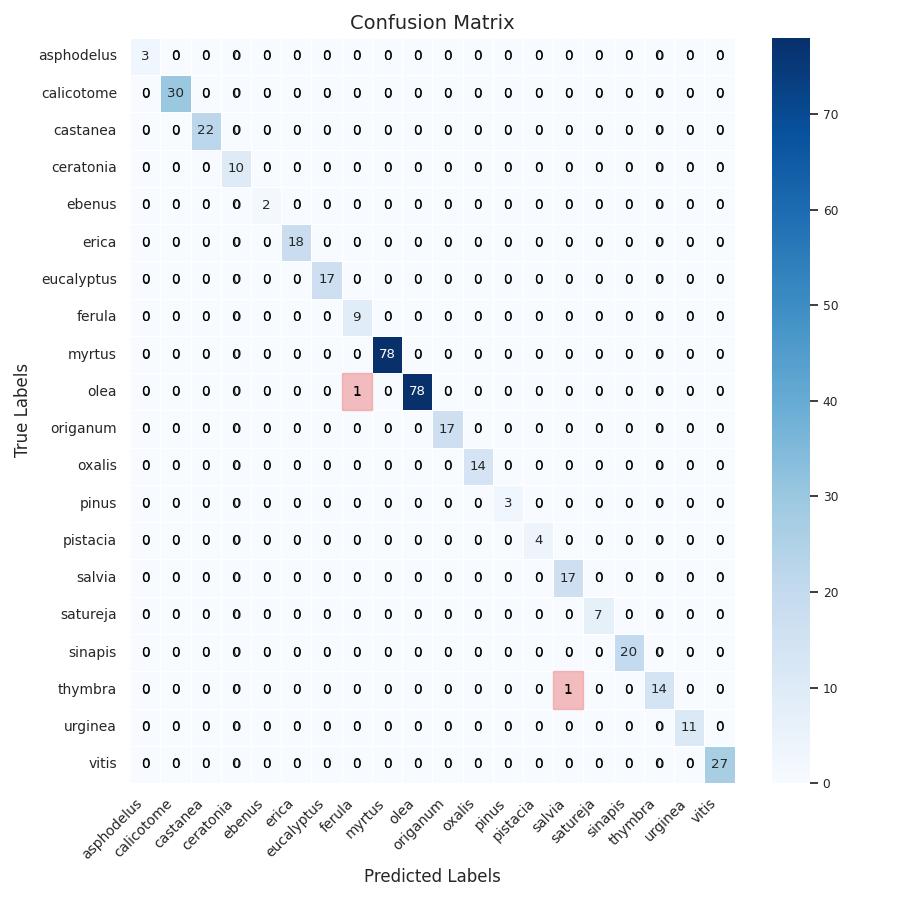 Confusion Matrix
asphodelus 3 0 0 0 0 0 0 0 0 0 0 0 0 0 0 0 0 0 0 0
calicotome 0 30 0 0 0 0 0 0 0 0 0 0 0 0 0 0 0 0 0 0
castanea 0 0 22 0 0 0 0 0 0 0 0 0 0 0 0 0 0 0 0 0
ceratonia 0 0 0 10 0 0 0 0 0 0 0 0 0 0 0 0 0 0 0 0
ebenus 0 0 0 0 2 0 0 0 0 0 0 0 0 0 0 0 0 0 0 0
erica 0 0 0 0 0 18 0 0 0 0 0 0 0 0 0 0 0 0 0 0
eucalyptus 0 0 0 0 0 0 17 0 0 0 0 0 0 0 0 0 0 0 0 0
ferula 0 0 0 0 0 0 0 9 0 0 0 0 0 0 0 0 0 0 0 0
myrtus 0 0 0 0 0 0 0 0 78 0 0 0 0 0 0 0 0 0 0 0
olea 0 0 0 0 0 0 0 1 0 78 0 0 0 0 0 0 0 0 0 0
origanum 0 0 0 0 0 0 0 0 0 0 17 0 0 0 0 0 0 0 0 0
oxalis 0 0 0 0 0 0 0 0 0 0 0 14 0 0 0 0 0 0 0 0
pinus 0 0 0 0 0 0 0 0 0 0 0 0 3 0 0 0 0 0 0 0
pistacia 0 0 0 0 0 0 0 0 0 0 0 0 0 4 0 0 0 0 0 0
salvia 0 0 0 0 0 0 0 0 0 0 0 0 0 0 17 0 0 0 0 0
satureja 0 0 0 0 0 0 0 0 0 0 0 0 0 0 0 7 0 0 0 0
sinapis 0 0 0 0 0 0 0 0 0 0 0 0 0 0 0 0 20 0 0 0
thymbra 0 0 0 0 0 0 0 0 0 0 0 0 0 0 1 0 0 14 0 0
urginea 0 0 0 0 0 0 0 0 0 0 0 0 0 0 0 0 0 0 11 0
vitis 0 0 0 0 0 0 0 0 0 0 0 0 0 0 0 0 0 0 0 27
True Labels
asphodelus
calicotome
castanea
ceratonia
ebenus
erica
eucalyptus
ferula
myrtus
olea
origanum
oxalis
pinus
pistacia
salvia
satureja
sinapis
thymbra
urginea
vitis
Predicted Labels
70
60
50
40
30
20
10
0